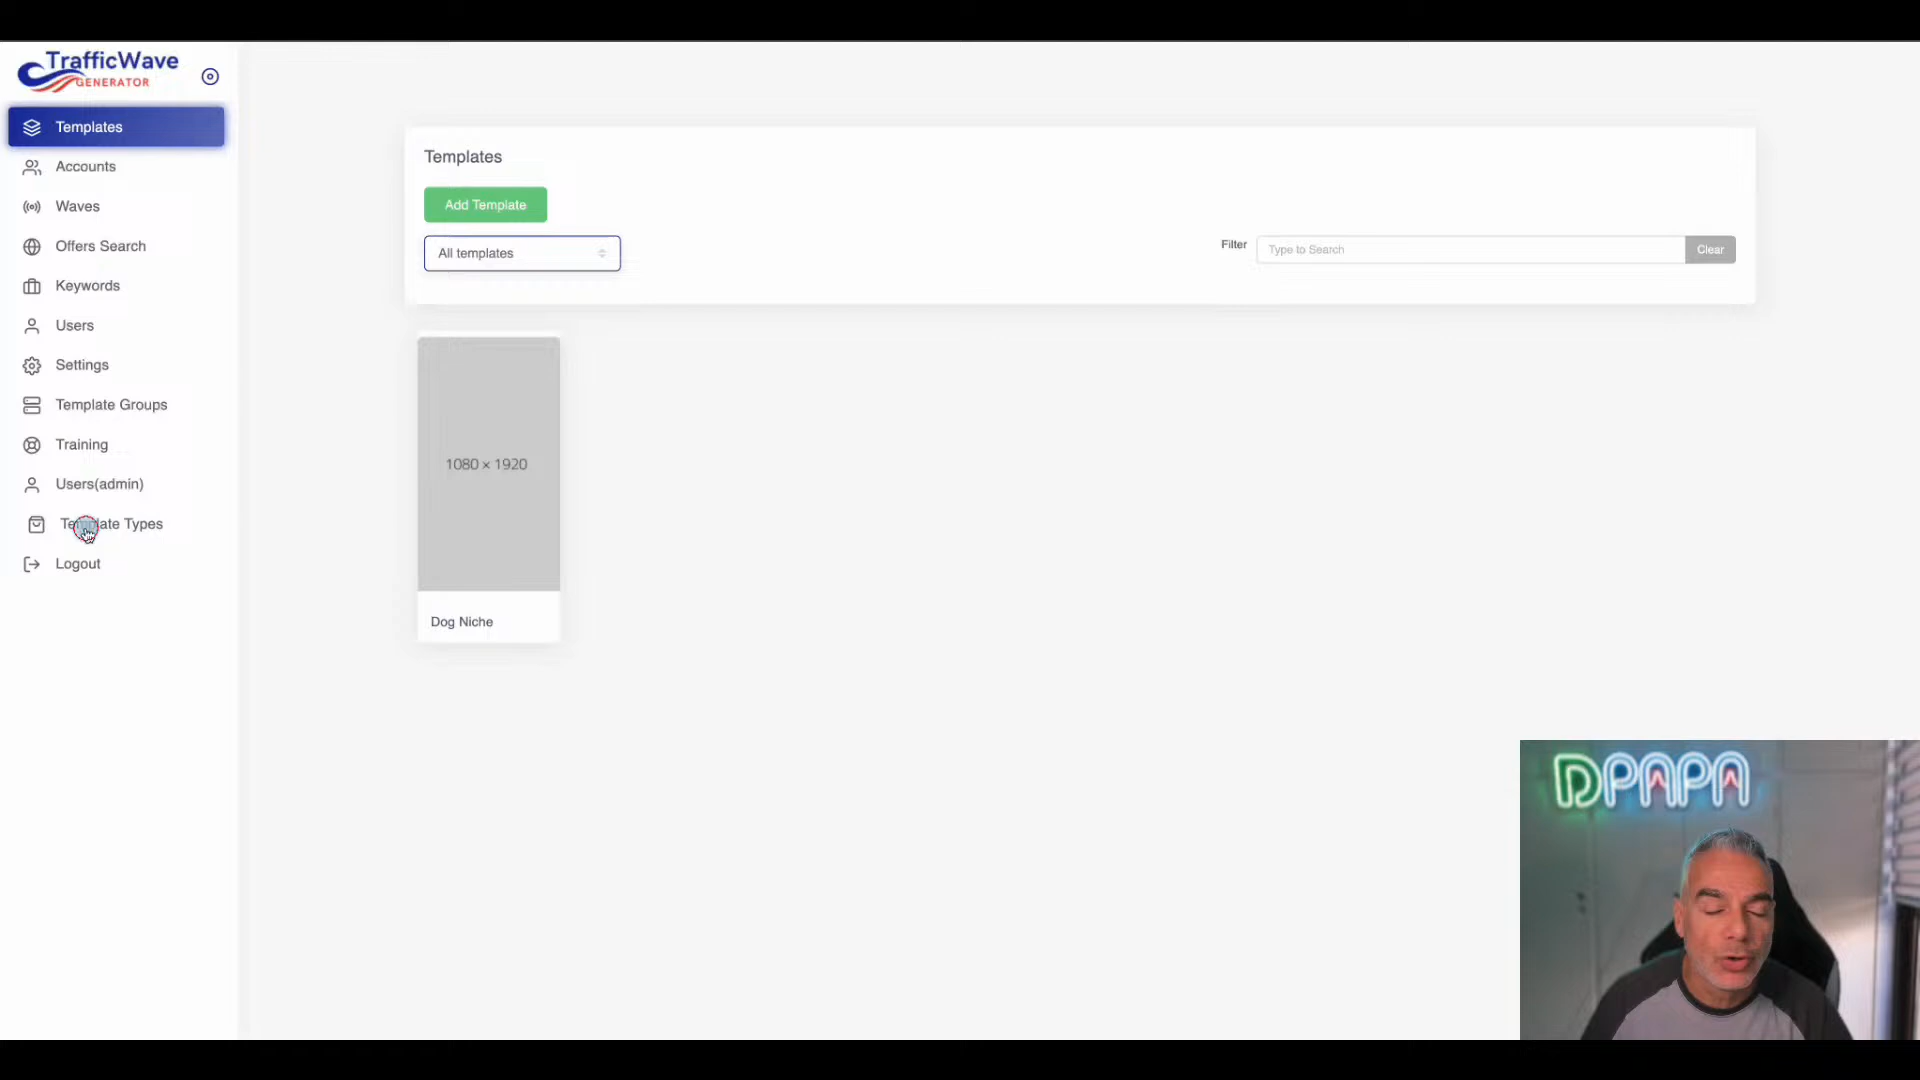 TrafficWave
GENERATOR
Templates
Accounts
Waves
Offers Search
Keywords
Users
Settings
Template Groups
Training
Users(admin)
Template Types
Logout
Templates
Add Template
All templates
Filter
Type to Search
Clear
1080 × 1920
Dog Niche
DPAPA